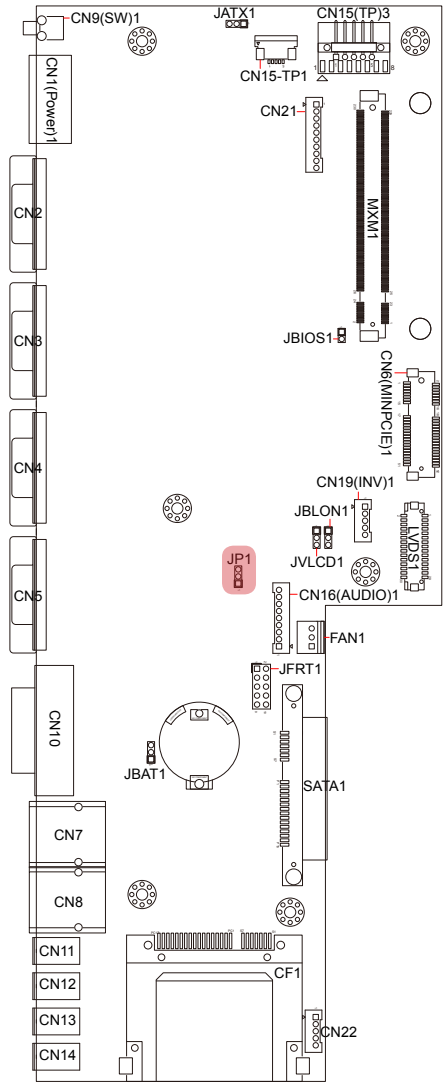 CN9(SW)1
JATX1
CN15(TP)3
CN15-TP1
1
8
CN1(Power)1
CN21
CN2
MXM1
CN3
JBIOS1
CN6(MINPCIE)1
CN4
CN19(INV)1
JBLON1
LVDS1
JVLCD1
JP1
CN5
CN16(AUDIO)1
FAN1
JFRT1
CN10
JBAT1
SATA1
CN7
CN8
CN11
CF1
CN12
CN13
CN22
CN14